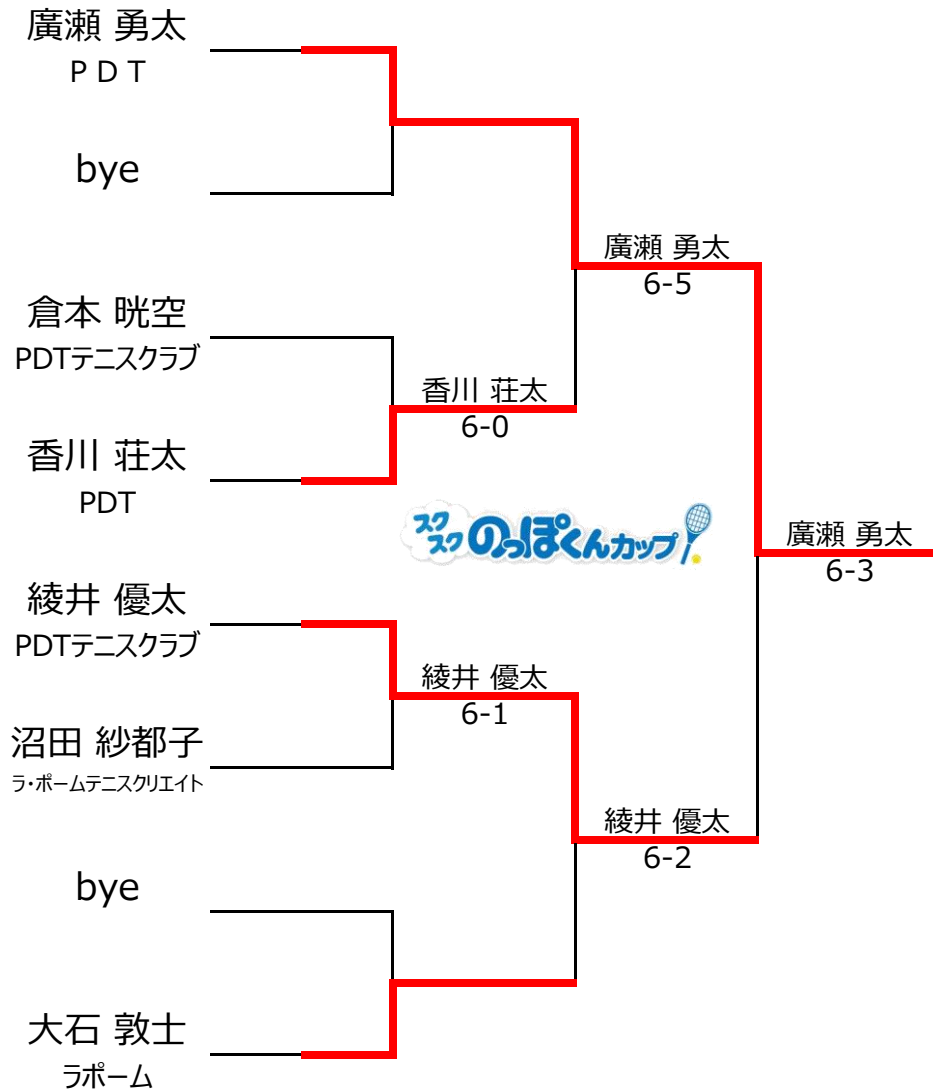 廣瀬 勇太
ＰＤＴ
bye
廣瀬 勇太
6-5
倉本 晄空
PDTテニスクラブ
香川 荘太
6-0
香川 荘太
PDT
スク
スク
のっぽくんカップ
廣瀬 勇太
6-3
綾井 優太
PDTテニスクラブ
綾井 優太
6-1
沼田 紗都子
ラ・ポームテニスクリエイト
綾井 優太
6-2
bye
大石 敦士
ラポーム